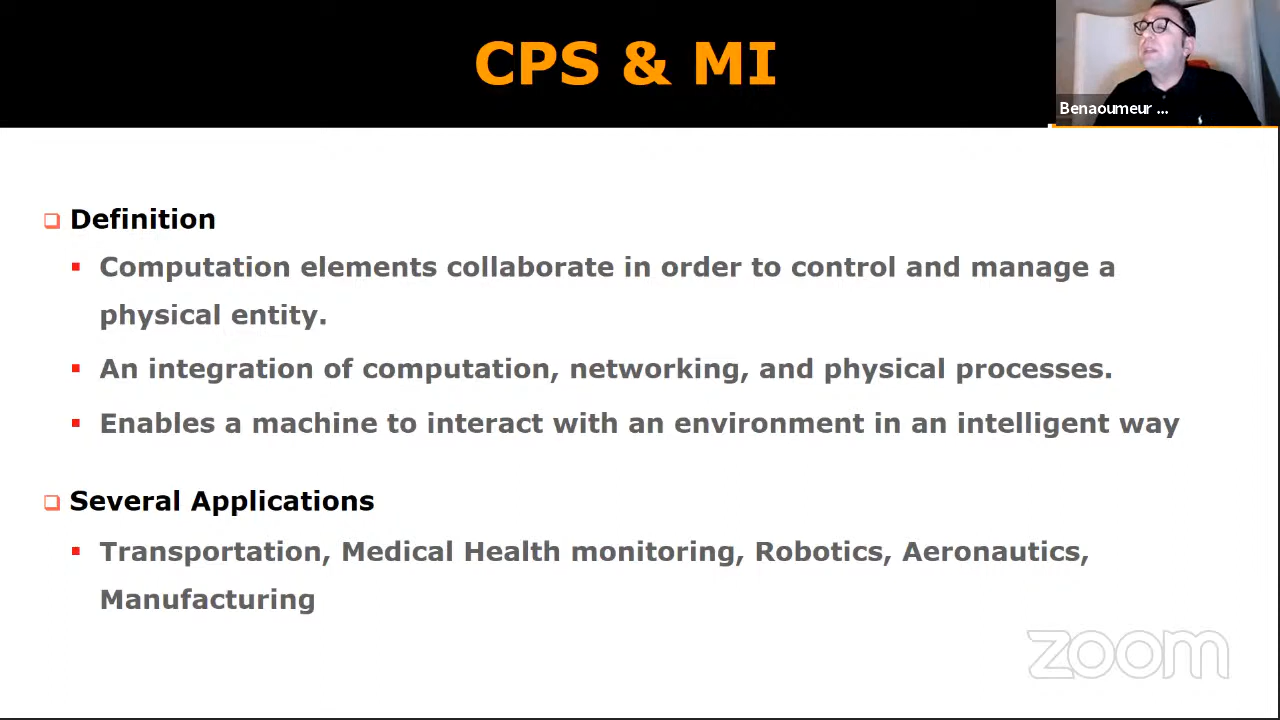 CPS & MI
Benaoumeur ...
Definition
Computation elements collaborate in order to control and manage a
physical entity.
An integration of computation, networking, and physical processes.
Enables a machine to interact with an environment in an intelligent way
Several Applications
Transportation, Medical Health monitoring, Robotics, Aeronautics,
Manufacturing
zoom